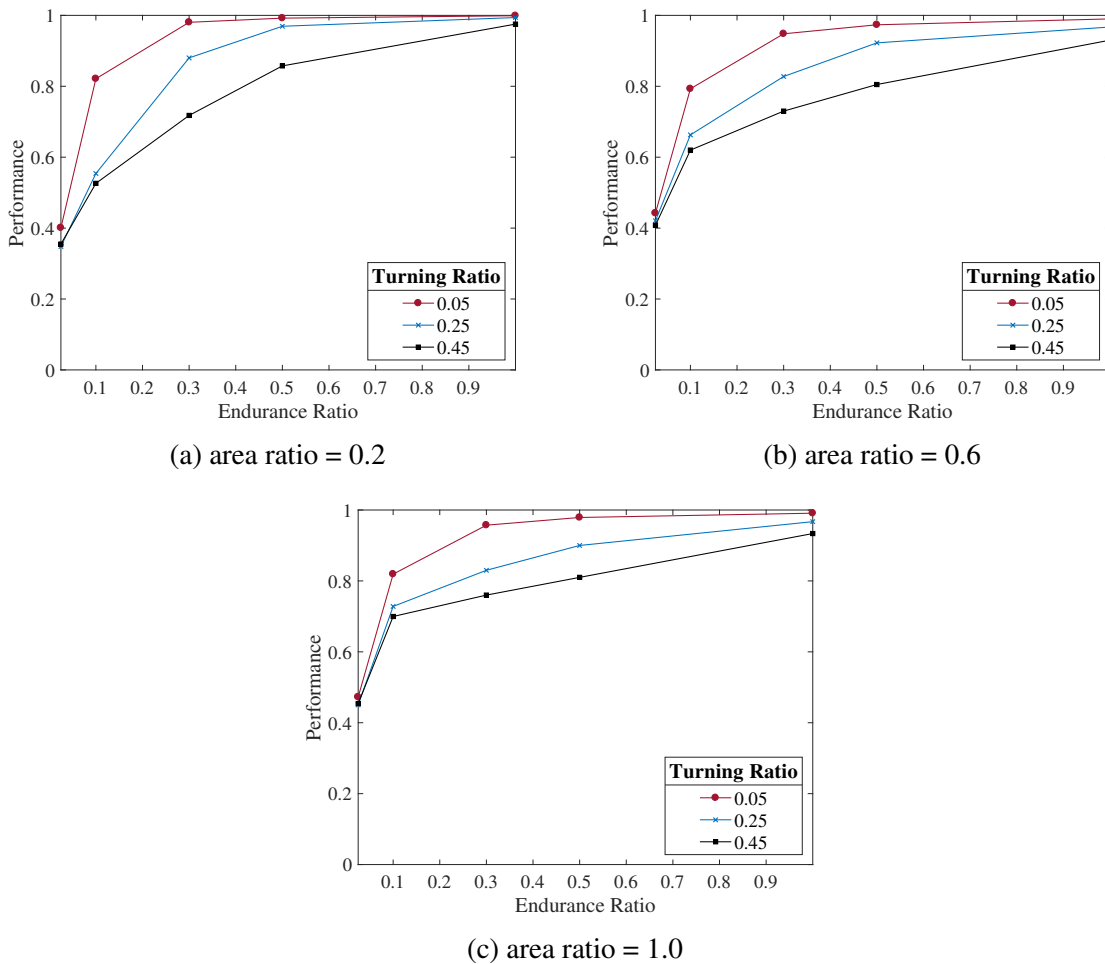 1
0.8
0.6
0.4
0.2
0
Performance
0.1 0.2 0.3 0.4 0.5 0.6 0.7 0.8 0.9
Endurance Ratio
Turning Ratio
0.05
0.25
0.45
(a) area ratio = 0.2
1
0.8
0.6
0.4
0.2
0
Performance
0.1 0.2 0.3 0.4 0.5 0.6 0.7 0.8 0.9
Endurance Ratio
Turning Ratio
0.05
0.25
0.45
(b) area ratio = 0.6
1
0.8
0.6
0.4
0.2
0
Performance
0.1 0.2 0.3 0.4 0.5 0.6 0.7 0.8 0.9
Endurance Ratio
Turning Ratio
0.05
0.25
0.45
(c) area ratio = 1.0